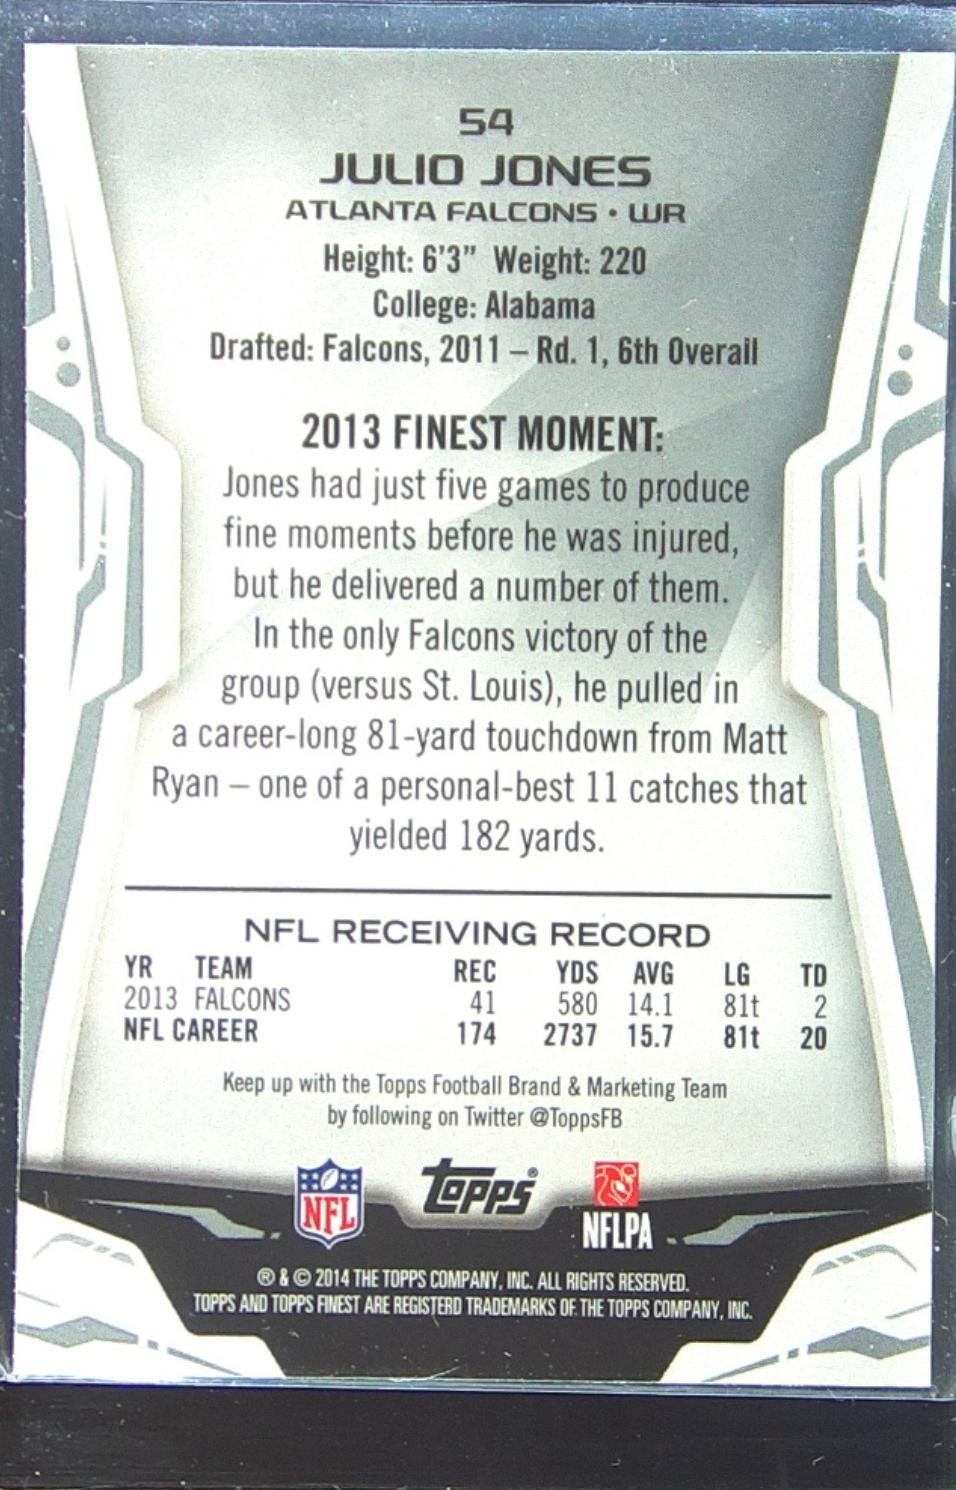 54
JULIO JONES
ATLANTA FALCONS • WR
Height: 6'3" Weight: 220
College: Alabama
Drafted: Falcons, 2011 – Rd. 1, 6th Overall
2013 FINEST MOMENT:
Jones had just five games to produce
fine moments before he was injured,
but he delivered a number of them.
In the only Falcons victory of the
group (versus St. Louis), he pulled in
a career-long 81-yard touchdown from Matt
Ryan – one of a personal-best 11 catches that
yielded 182 yards.
NFL RECEIVING RECORD
YR TEAM REC YDS AVG LG TD
2013 FALCONS 41 580 14.1 81t 2
NFL CAREER 174 2737 15.7 81t 20
Keep up with the Topps Football Brand & Marketing Team
by following on Twitter @ToppsFB
NFL topps® NFLPA
® & © 2014 THE TOPPS COMPANY, INC. ALL RIGHTS RESERVED.
TOPPS AND TOPPS FINEST ARE REGISTERD TRADEMARKS OF THE TOPPS COMPANY, INC.